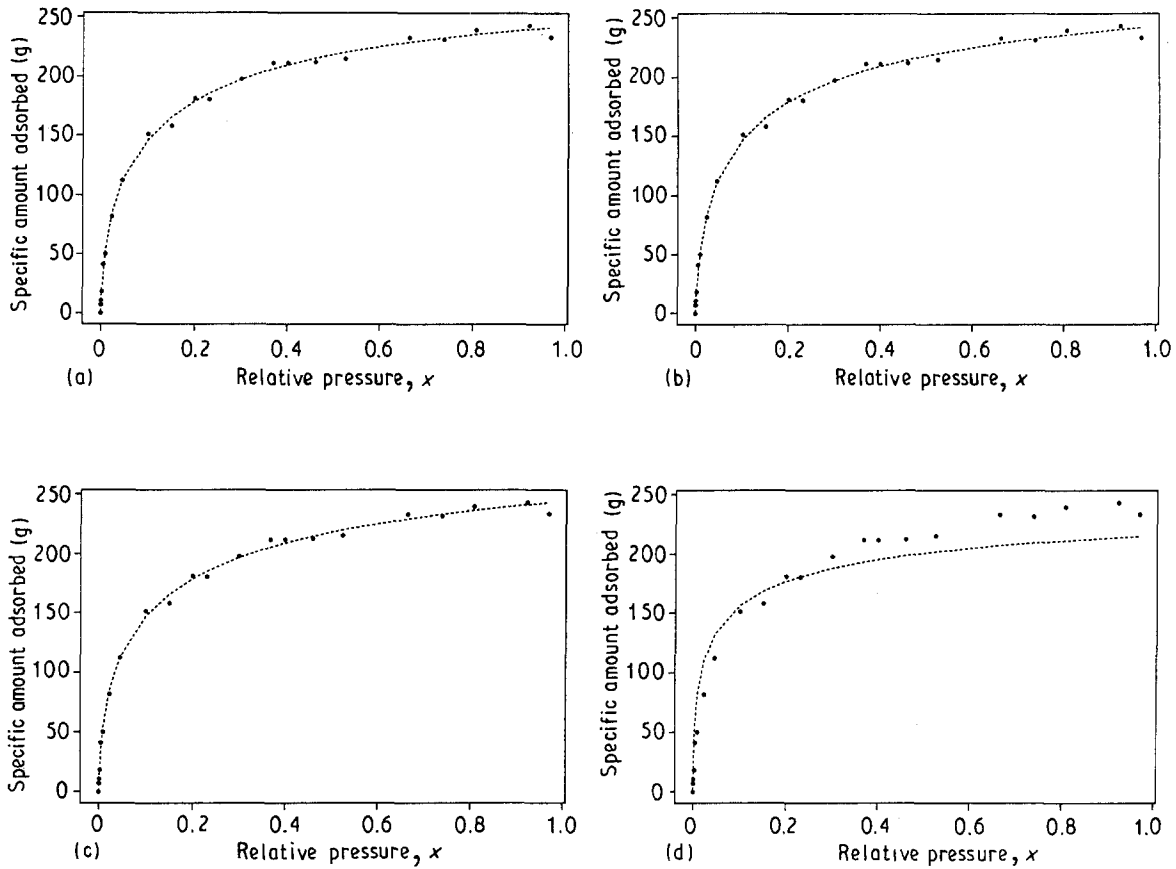 250
200
150
100
50
0
Specific amount adsorbed (g)
0 0.2 0.4 0.6 0.8 1.0
(a) Relative pressure, x
250
200
150
100
50
0
Specific amount adsorbed (g)
0 0.2 0.4 0.6 0.8 1.0
(b) Relative pressure, x
250
200
150
100
50
0
Specific amount adsorbed (g)
0 0.2 0.4 0.6 0.8 1.0
(c) Relative pressure, x
250
200
150
100
50
0
Specific amount adsorbed (g)
0 0.2 0.4 0.6 0.8 1.0
(d) Relative pressure, x